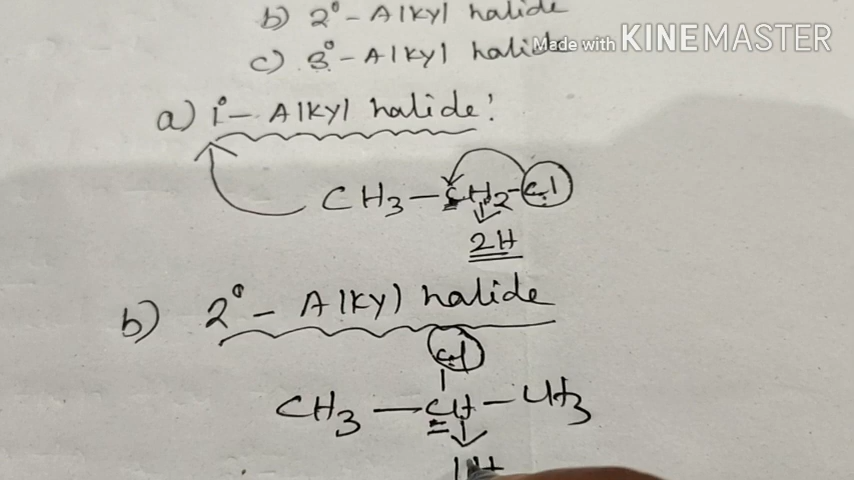 b) 2° - Alkyl halide
c) 3° - Alkyl halide
Made with KINEMASTER
a) 1° - Alkyl halide :
CH3 - CH2 - Cl
2H
b) 2° - Alkyl halide
Cl
CH3 - CH - CH3
1H